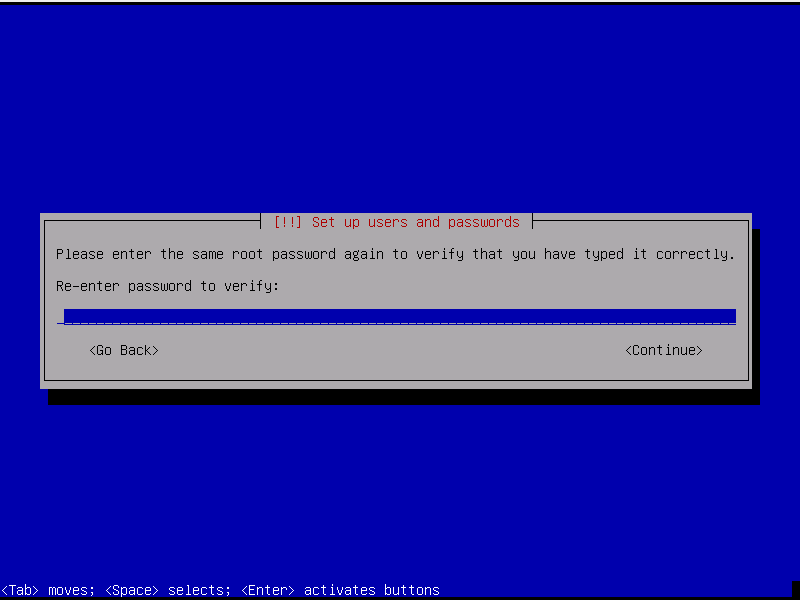 [!!] Set up users and passwords
Please enter the same root password again to verify that you have typed it correctly.
Re-enter password to verify:
<Go Back> <Continue>
<Tab> moves; <Space> selects; <Enter> activates buttons